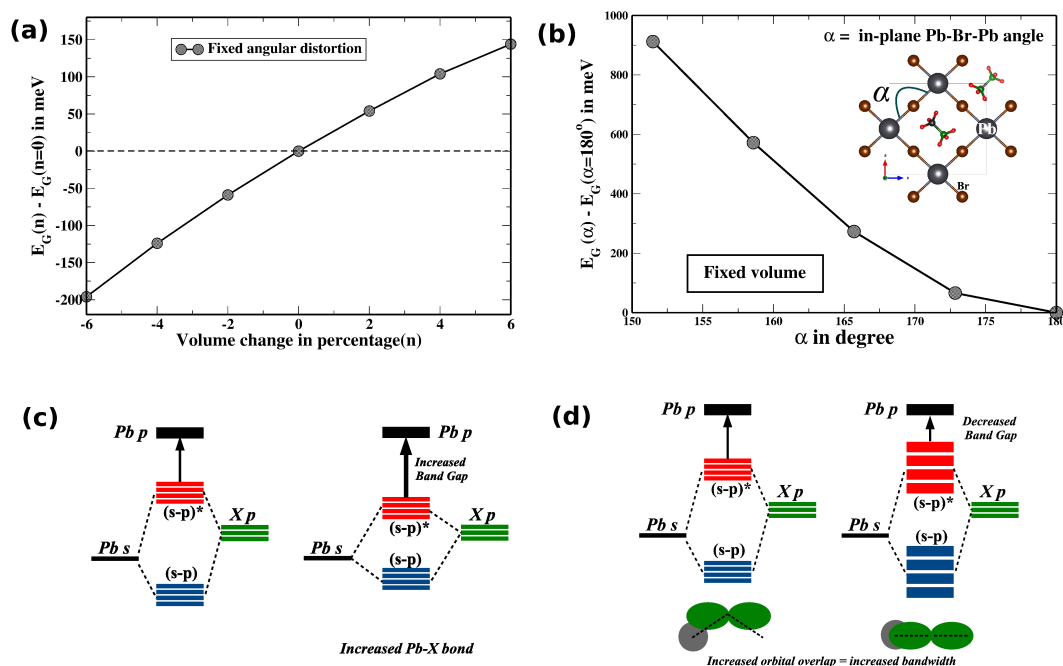 (a)
E_G(n) - E_G(n=0) in meV
150
100
50
0
-50
-100
-150
-200
Fixed angular distortion
-6
-4
-2
0
2
4
6
Volume change in percentage(n)
(b)
E_G (α) - E_G(α=180°) in meV
1000
800
600
400
200
0
α = in-plane Pb-Br-Pb angle
α
Pb
Br
Fixed volume
150
155
160
165
170
175
180
α in degree
(c)
Pb p
(s-p)*
X p
Pb s
(s-p)
Pb p
Increased
Band Gap
(s-p)*
X p
Pb s
(s-p)
Increased Pb-X bond
(d)
Pb p
(s-p)*
X p
Pb s
(s-p)
Pb p
Decreased
Band Gap
(s-p)*
X p
Pb s
(s-p)
Increased orbital overlap = increased bandwidth